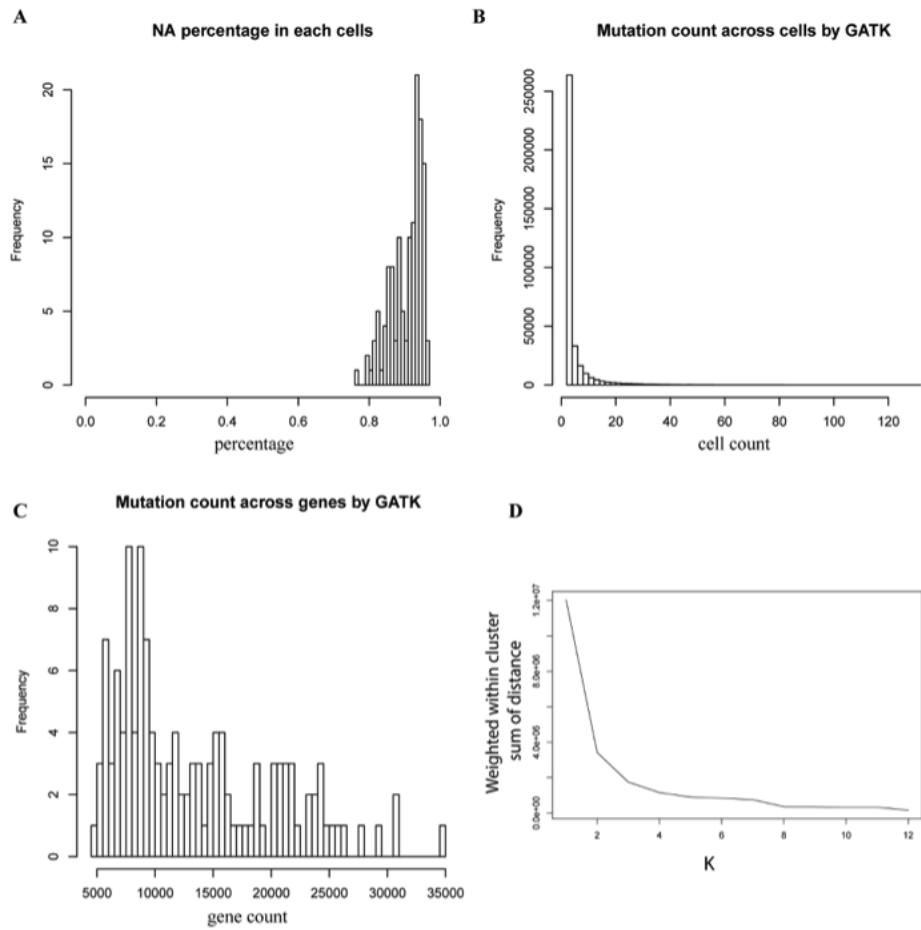 A
NA percentage in each cells
Frequency
0
5
10
15
20
0.0 0.2 0.4 0.6 0.8 1.0
percentage
B
Mutation count across cells by GATK
Frequency
0
50000
100000
150000
200000
250000
0 20 40 60 80 100 120
cell count
C
Mutation count across genes by GATK
Frequency
0
2
4
6
8
10
5000 10000 15000 20000 25000 30000 35000
gene count
D
Weighted within cluster
sum of distance
0.0e+00
4.0e+06
8.0e+06
1.2e+07
2 4 6 8 10 12
K